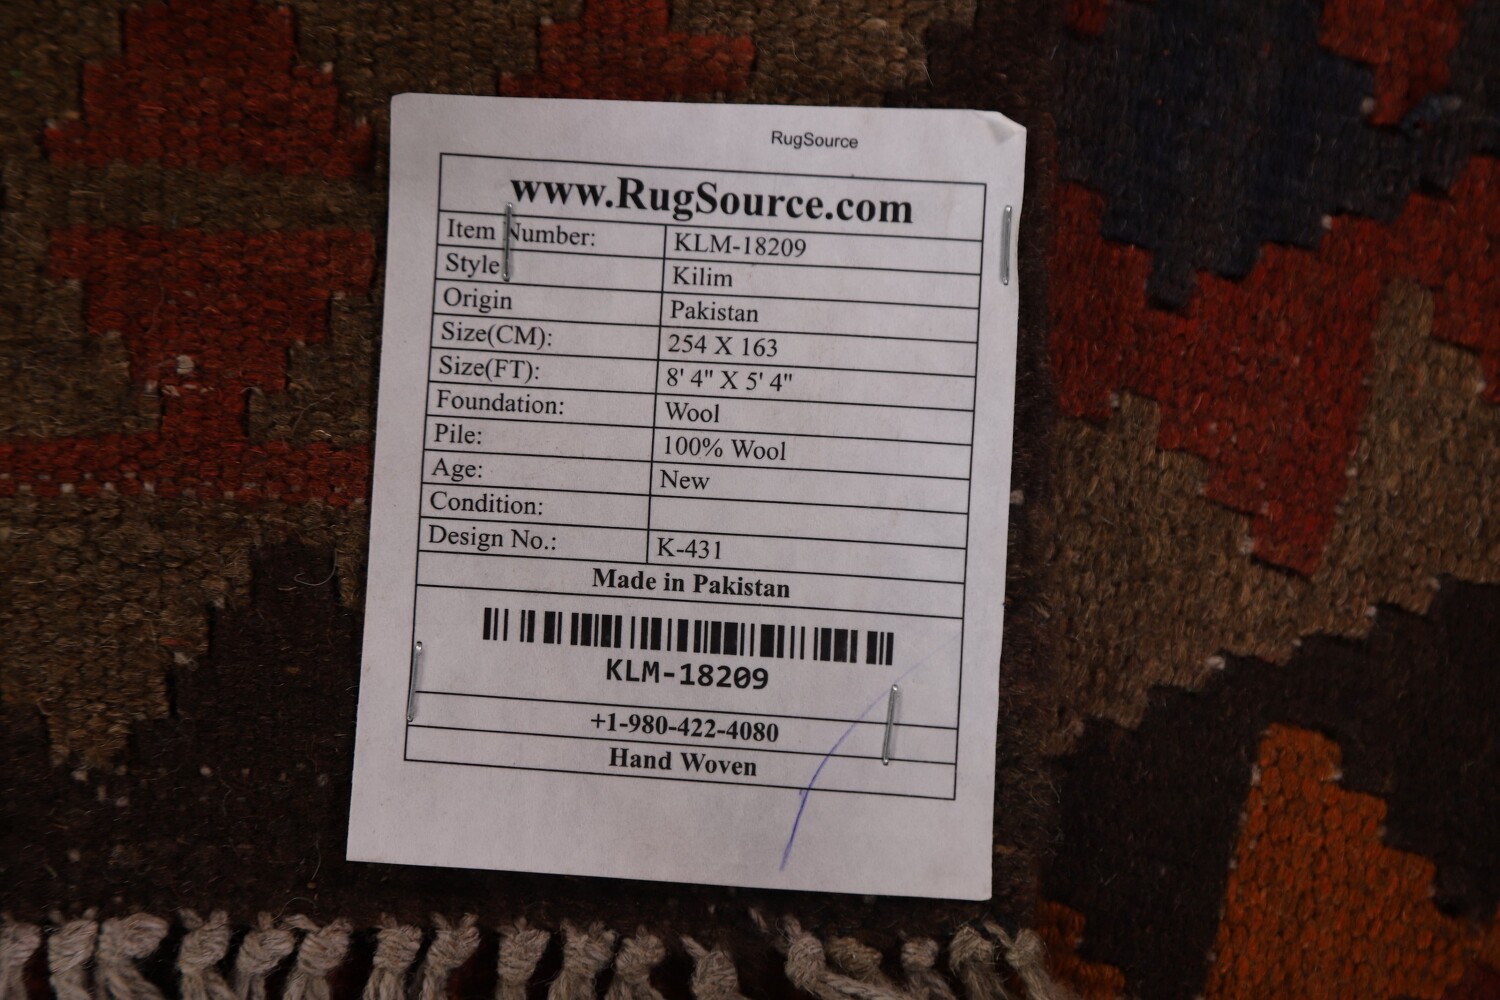 RugSource
www.RugSource.com
Item Number: KLM-18209
Style: Kilim
Origin Pakistan
Size(CM): 254 X 163
Size(FT): 8' 4" X 5' 4"
Foundation: Wool
Pile: 100% Wool
Age: New
Condition:
Design No.: K-431
Made in Pakistan
KLM-18209
+1-980-422-4080
Hand Woven